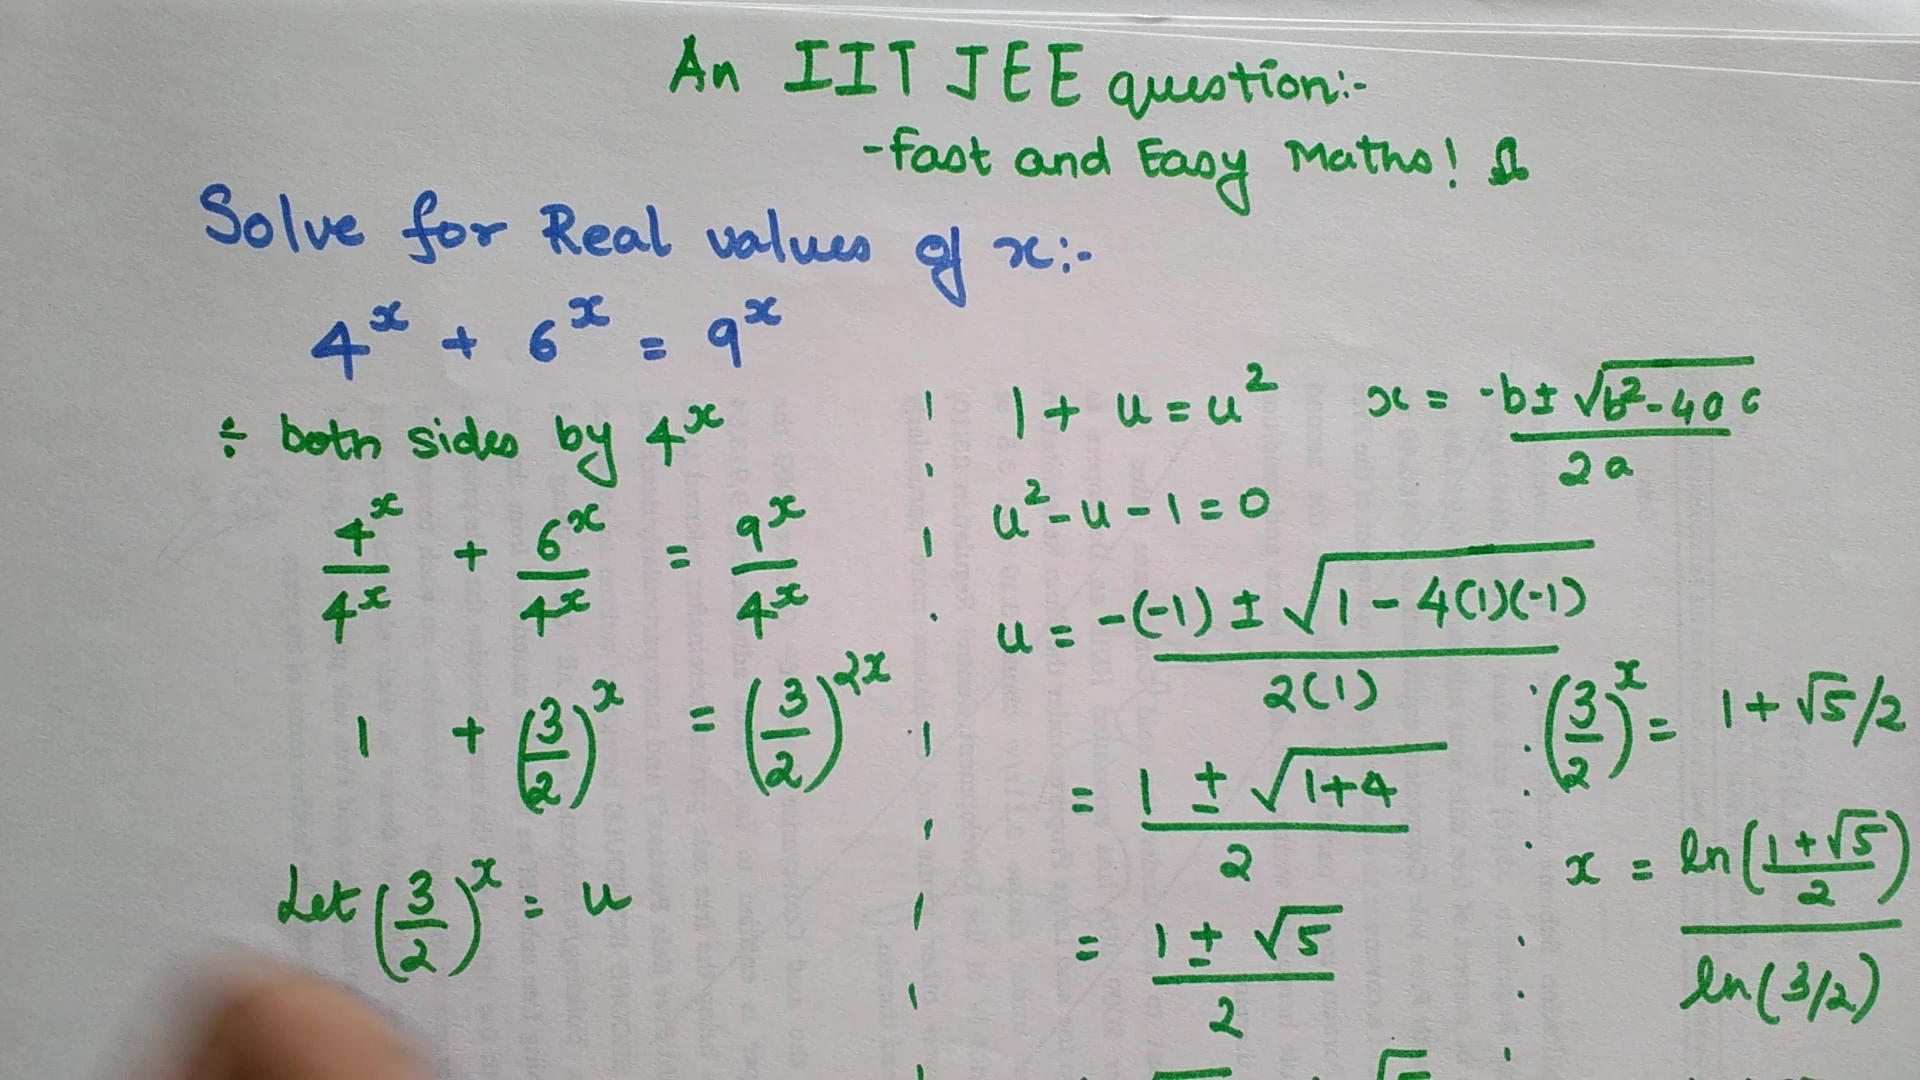 An IIT JEE question:-
-fast and Easy Maths!
Solve for Real values of x:-
4^x + 6^x = 9^x
÷ both sides by 4^x
4^x/4^x + 6^x/4^x = 9^x/4^x
1 + (3/2)^x = (3/2)^2x
Let (3/2)^x = u
1 + u = u^2
x = -b ± √b^2-4ac / 2a
u^2 - u - 1 = 0
u = -(-1) ± √1 - 4(1)(-1) / 2(1)
= 1 ± √1+4 / 2
= 1 ± √5 / 2
(3/2)^x = 1 + √5/2
x = ln(1+√5/2) / ln(3/2)